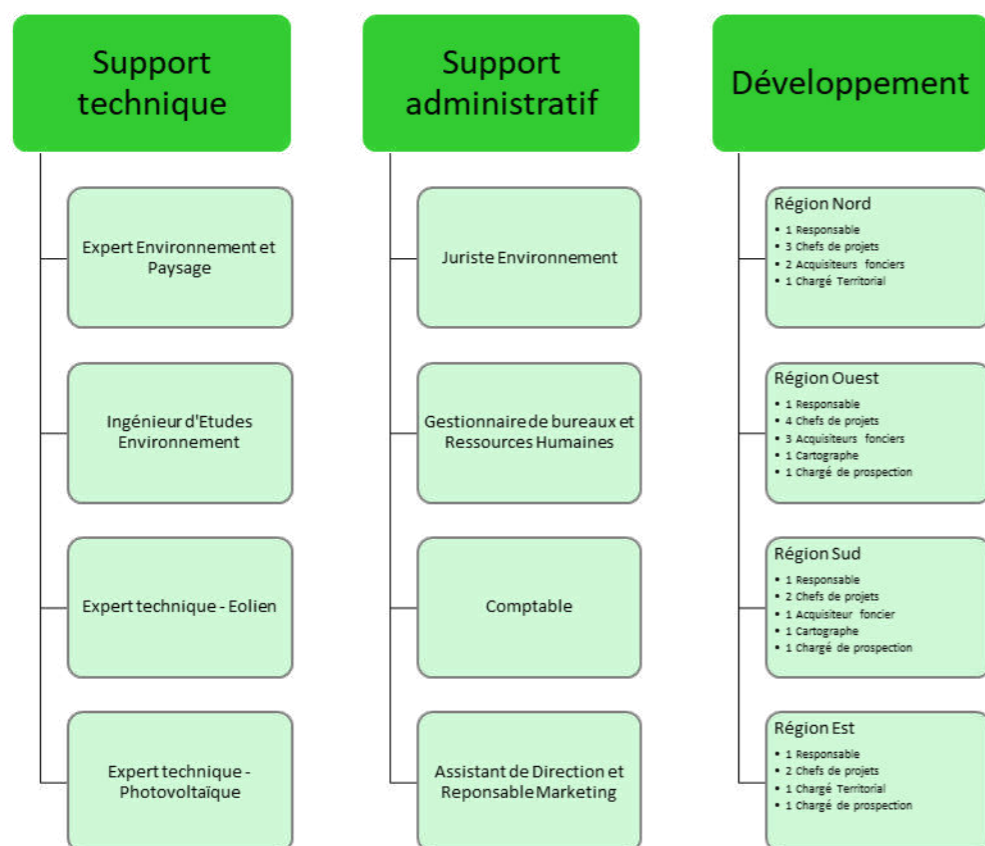 Support
technique
Expert Environnement et
Paysage
Ingénieur d'Etudes
Environnement
Expert technique - Eolien
Expert technique -
Photovoltaïque
Support
administratif
Juriste Environnement
Gestionnaire de bureaux et
Ressources Humaines
Comptable
Assistant de Direction et
Reponsable Marketing
Développement
Région Nord
• 1 Responsable
• 3 Chefs de projets
• 2 Acquisiteurs fonciers
• 1 Chargé Territorial
Région Ouest
• 1 Responsable
• 4 Chefs de projets
• 3 Acquisiteurs fonciers
• 1 Cartographe
• 1 Chargé de prospection
Région Sud
• 1 Responsable
• 2 Chefs de projets
• 1 Acquisiteur foncier
• 1 Cartographe
• 1 Chargé de prospection
Région Est
• 1 Responsable
• 2 Chefs de projets
• 1 Chargé Territorial
• 1 Chargé de prospection